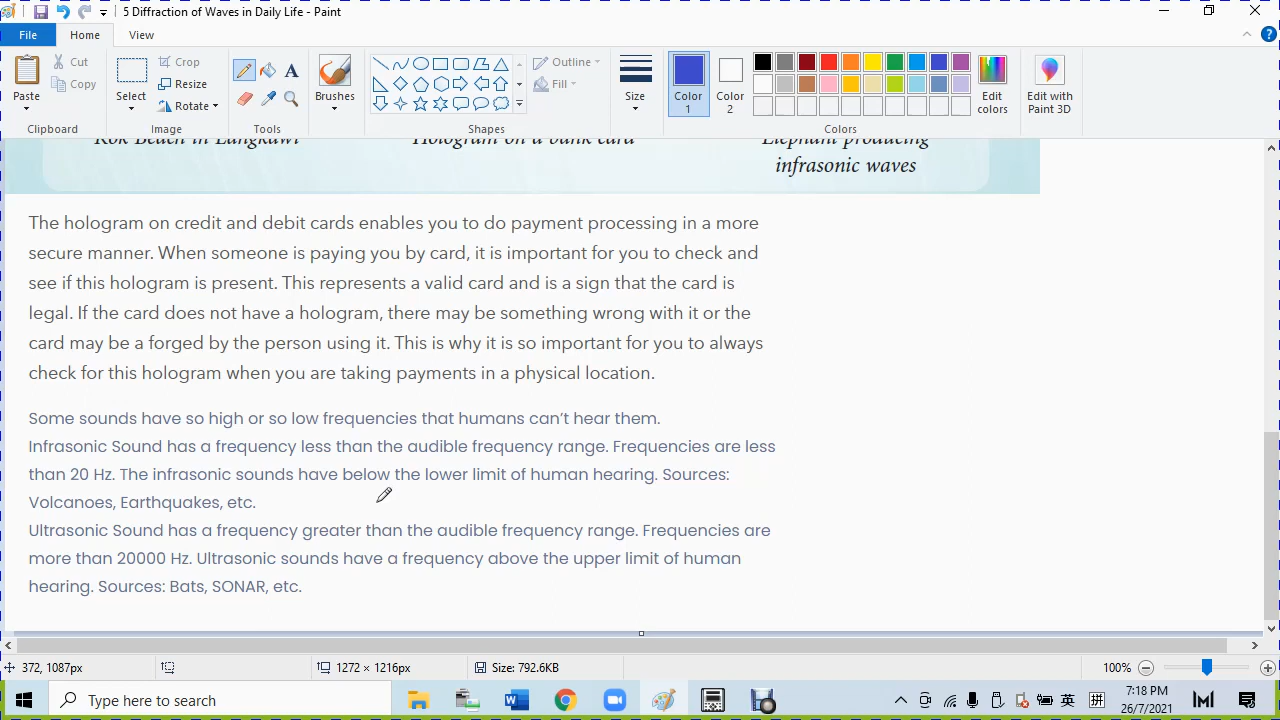 5 Diffraction of Waves in Daily Life - Paint
File Home View
Paste Cut Copy Select Crop Resize Rotate A Brushes Outline Fill Size Color 1 Color 2 Edit colors Edit with Paint 3D
Clipboard Image Tools Shapes Colors
Rok Beach in Langkawi Hologram on a bank card Elephant producing
infrasonic waves
The hologram on credit and debit cards enables you to do payment processing in a more
secure manner. When someone is paying you by card, it is important for you to check and
see if this hologram is present. This represents a valid card and is a sign that the card is
legal. If the card does not have a hologram, there may be something wrong with it or the
card may be a forged by the person using it. This is why it is so important for you to always
check for this hologram when you are taking payments in a physical location.
Some sounds have so high or so low frequencies that humans can't hear them.
Infrasonic Sound has a frequency less than the audible frequency range. Frequencies are less
than 20 Hz. The infrasonic sounds have below the lower limit of human hearing. Sources:
Volcanoes, Earthquakes, etc.
Ultrasonic Sound has a frequency greater than the audible frequency range. Frequencies are
more than 20000 Hz. Ultrasonic sounds have a frequency above the upper limit of human
hearing. Sources: Bats, SONAR, etc.
372, 1087px 1272 × 1216px Size: 792.6KB 100%
Type here to search 英 拼 7:18 PM
26/7/2021